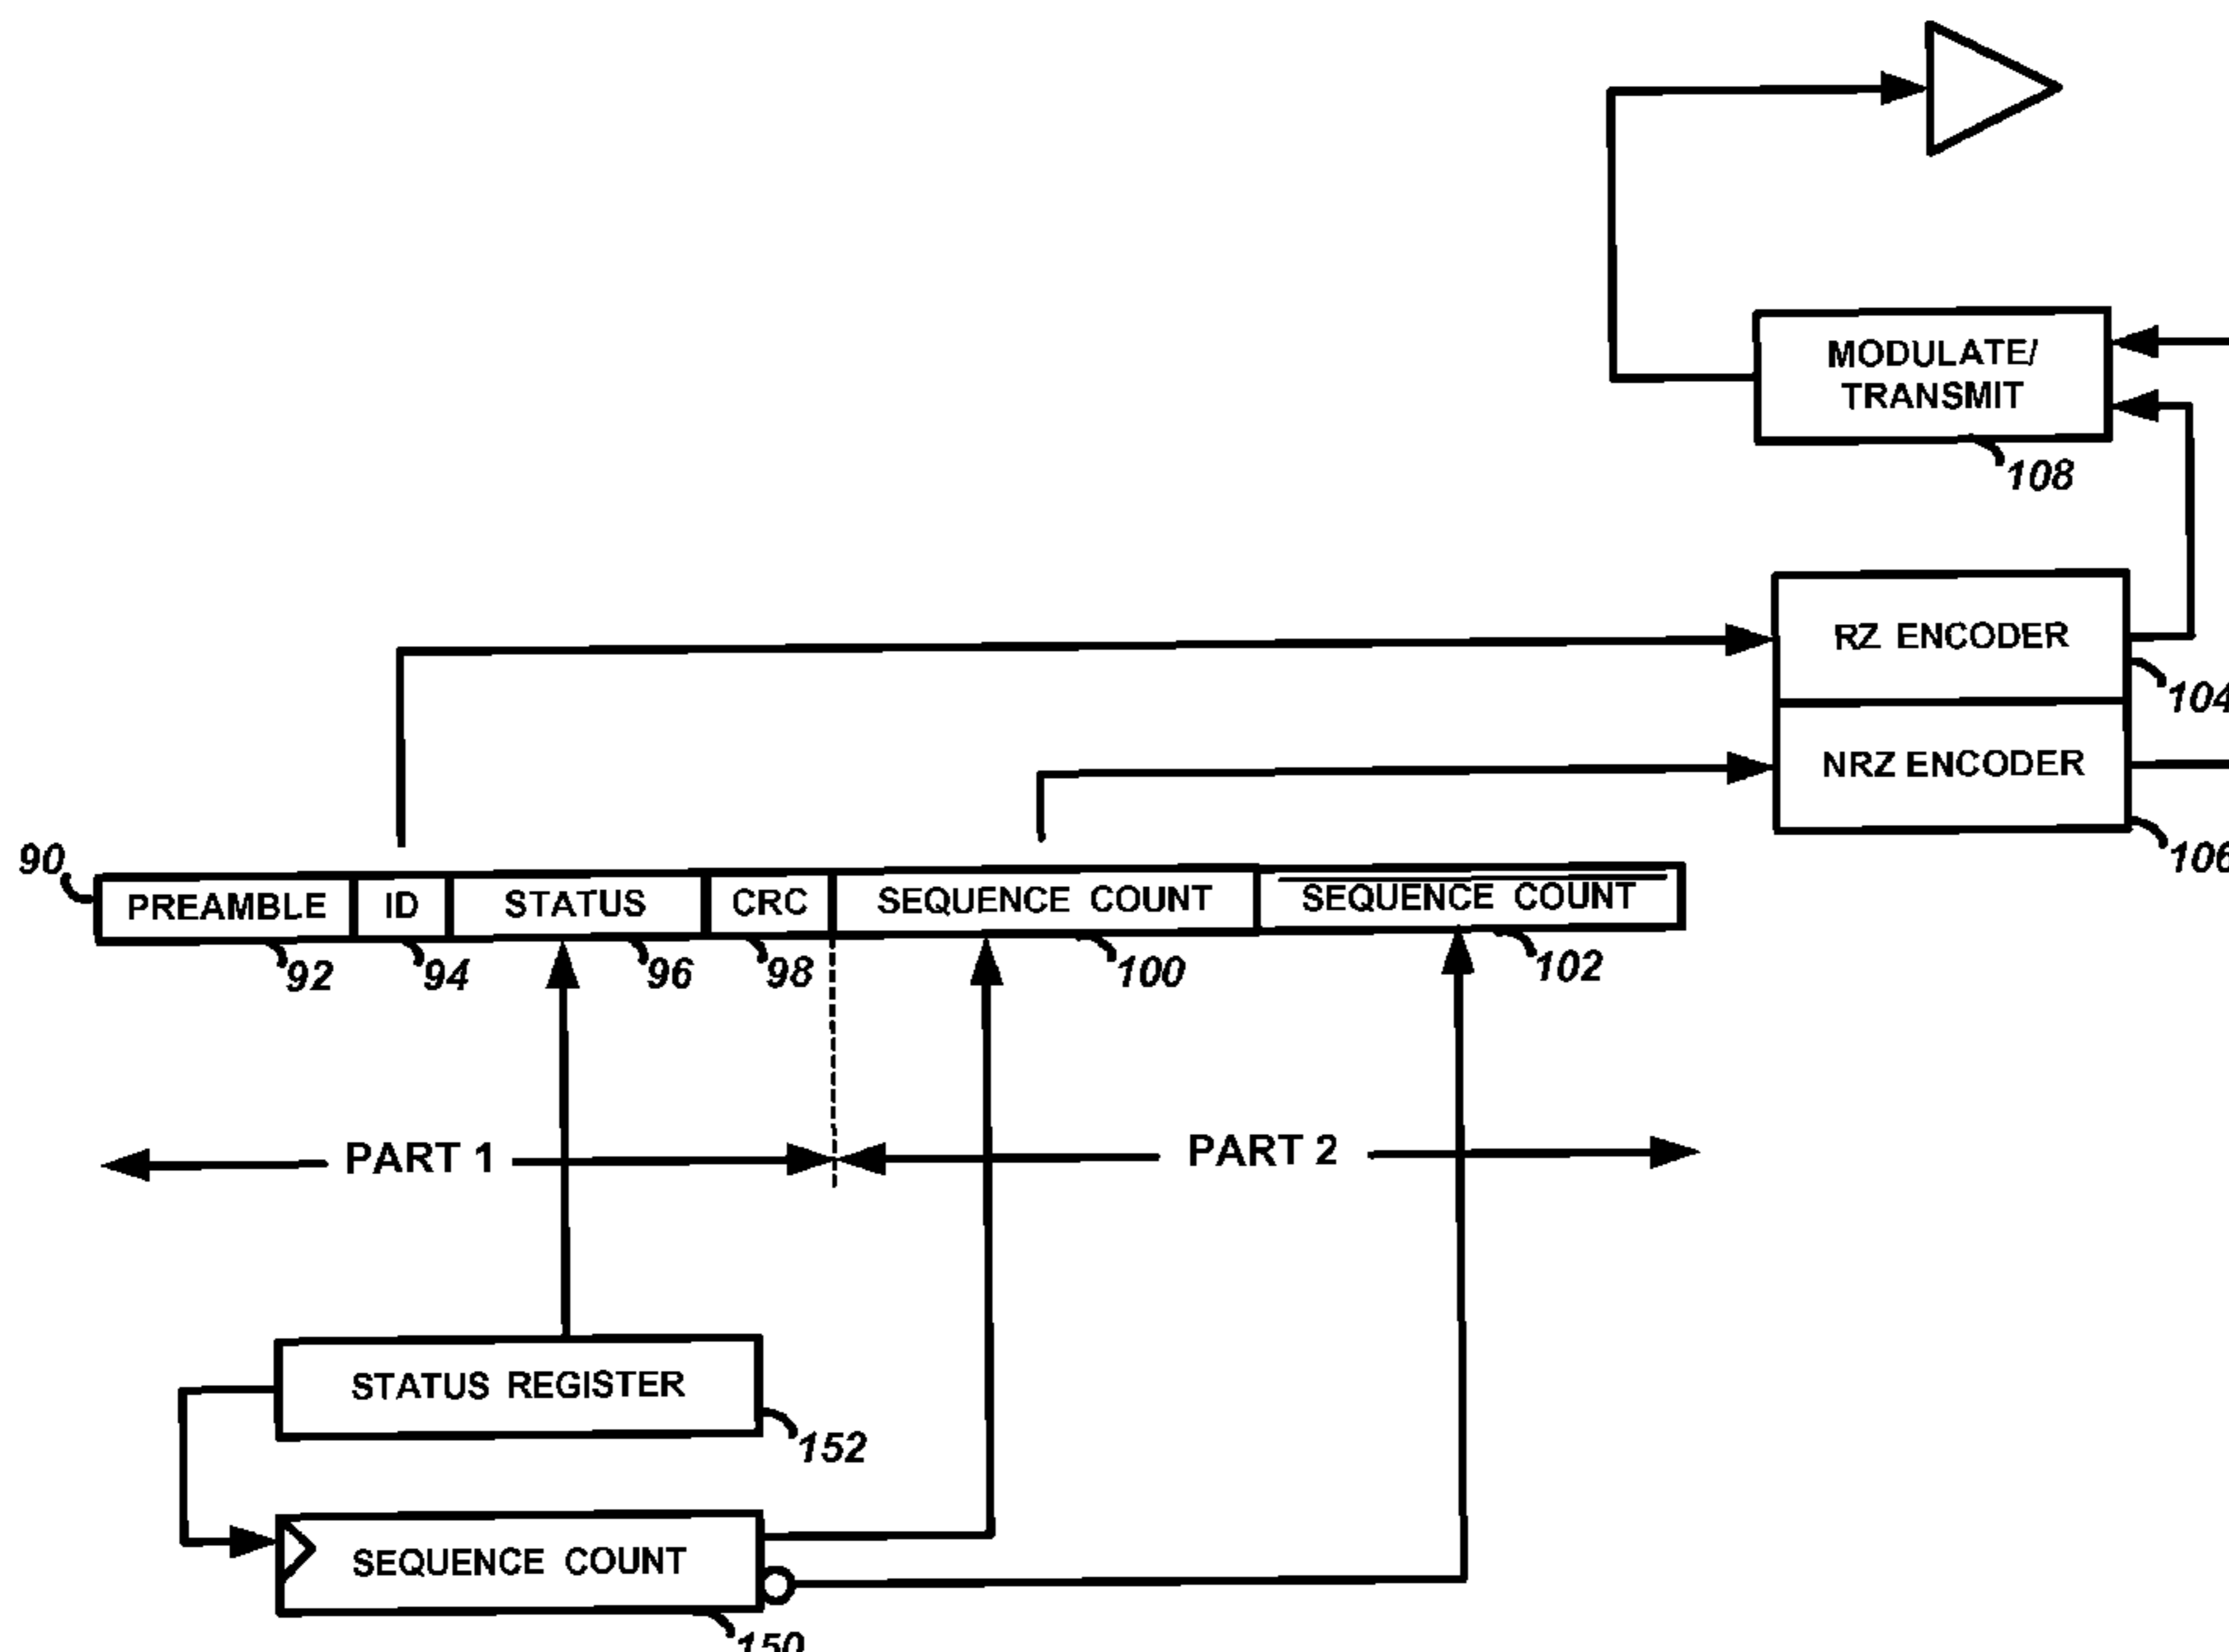 MODULATE/
TRANSMIT
108
RZ ENCODER
104
NRZ ENCODER
106
90
PREAMBLE ID STATUS CRC SEQUENCE COUNT SEQUENCE COUNT
92 94 96 98 100 102
PART 1 PART 2
STATUS REGISTER
152
SEQUENCE COUNT
150